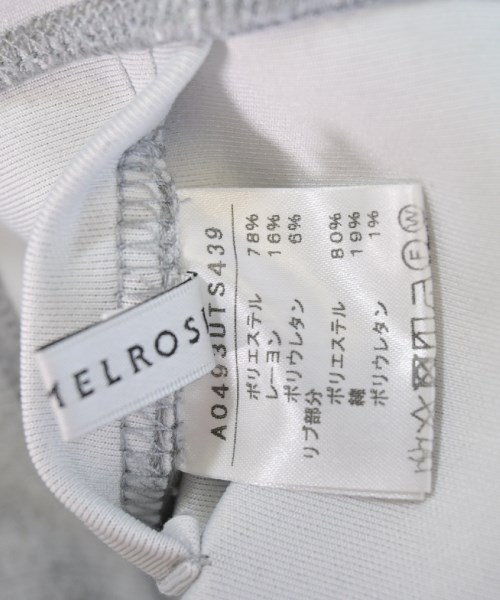 MELROS
A0493UTS439
ポリエステル 78%
レーヨン 16%
ポリウレタン 6%
リブ部分
ポリエステル 80%
綿 19%
ポリウレタン 1%
F W